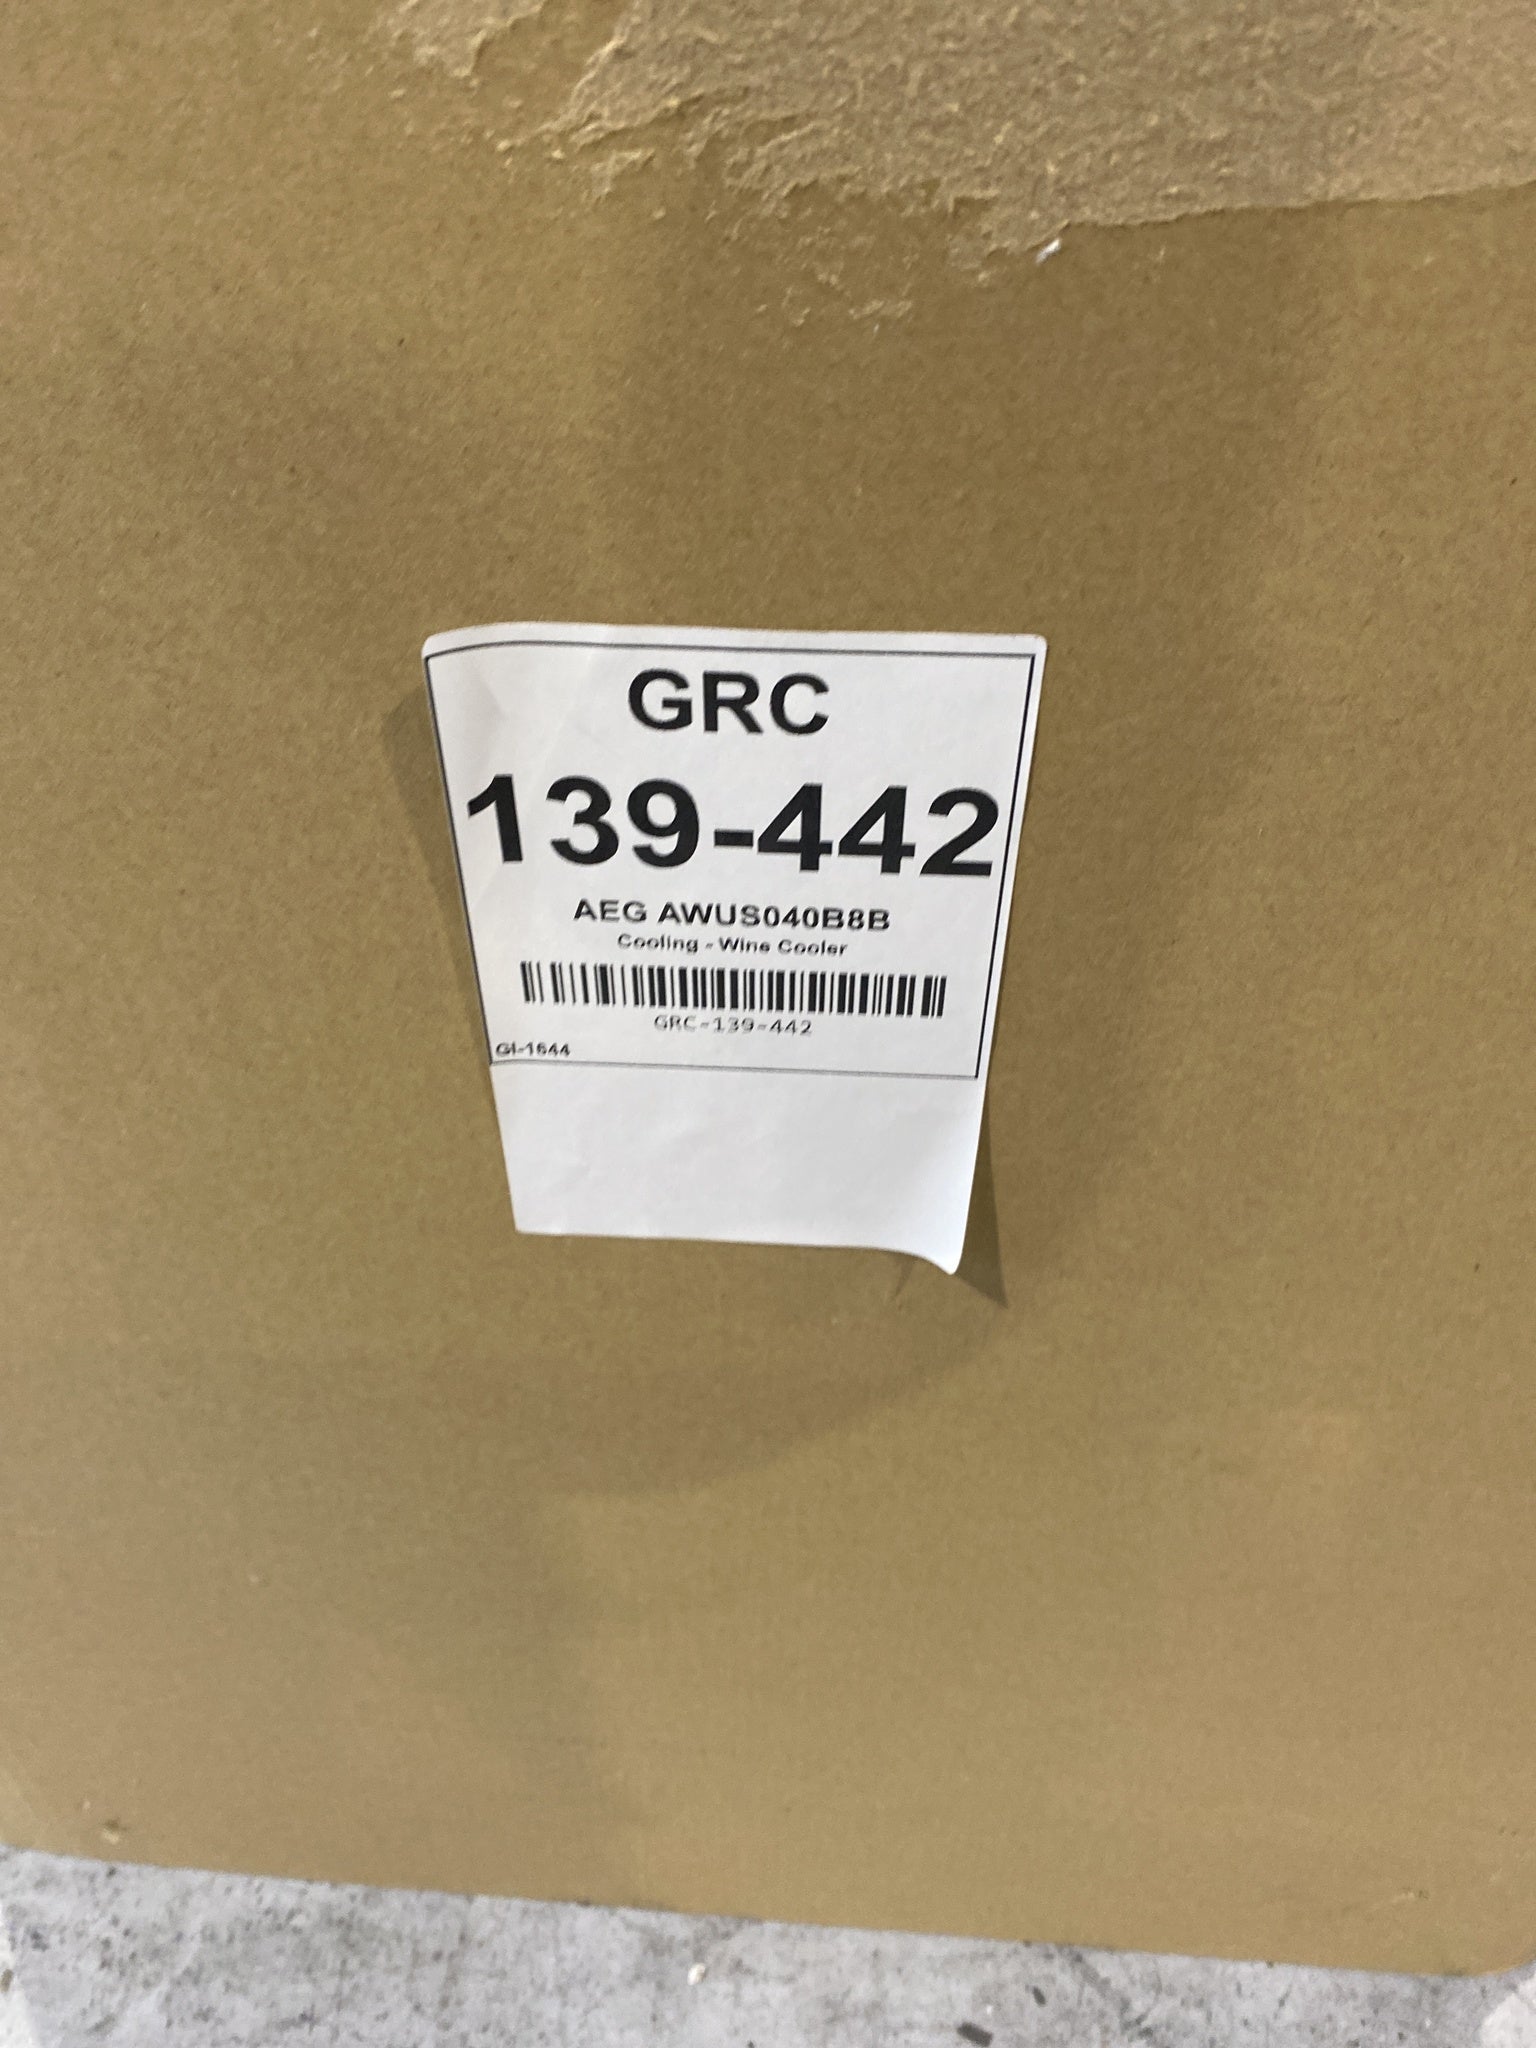 GRC
139-442
AEG AWUS040B8B
Cooling - Wine Cooler
GRC-139-442
GI-1644